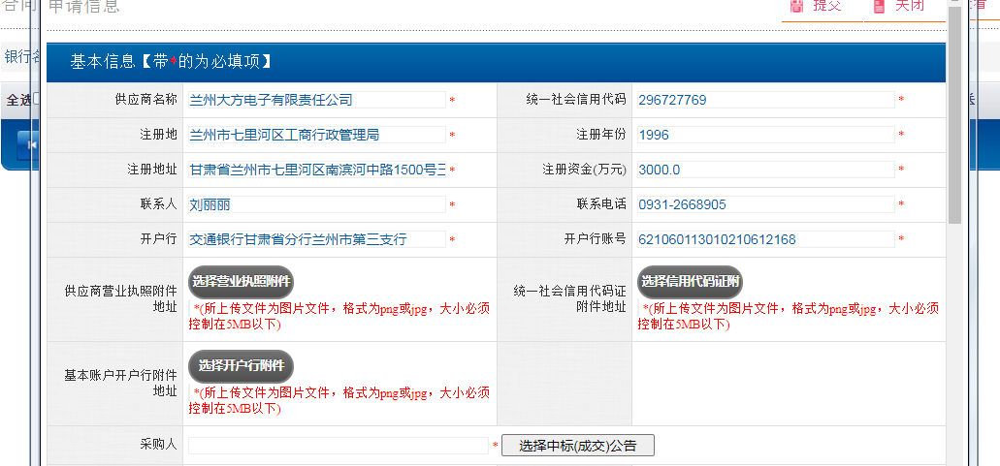 合同
申请信息
提交
关闭
查看
银行名
全选
基本信息【带*的为必填项】
供应商名称 兰州大方电子有限责任公司 * 统一社会信用代码 296727769 *
注册地 兰州市七里河区工商行政管理局 * 注册年份 1996 *
注册地址 甘肃省兰州市七里河区南滨河中路1500号三 * 注册资金(万元) 3000.0 *
联系人 刘丽丽 * 联系电话 0931-2668905 *
开户行 交通银行甘肃省分行兰州市第三支行 * 开户行账号 621060113010210612168 *
供应商营业执照附件
地址
选择营业执照附件
*(所上传文件为图片文件，格式为png或jpg，大小必须
控制在5MB以下)
统一社会信用代码证
附件地址
选择信用代码证附
*(所上传文件为图片文件，格式为png或jpg，大小必须
控制在5MB以下)
基本账户开户行附件
地址
选择开户行附件
*(所上传文件为图片文件，格式为png或jpg，大小必须
控制在5MB以下)
采购人 * 选择中标(成交)公告